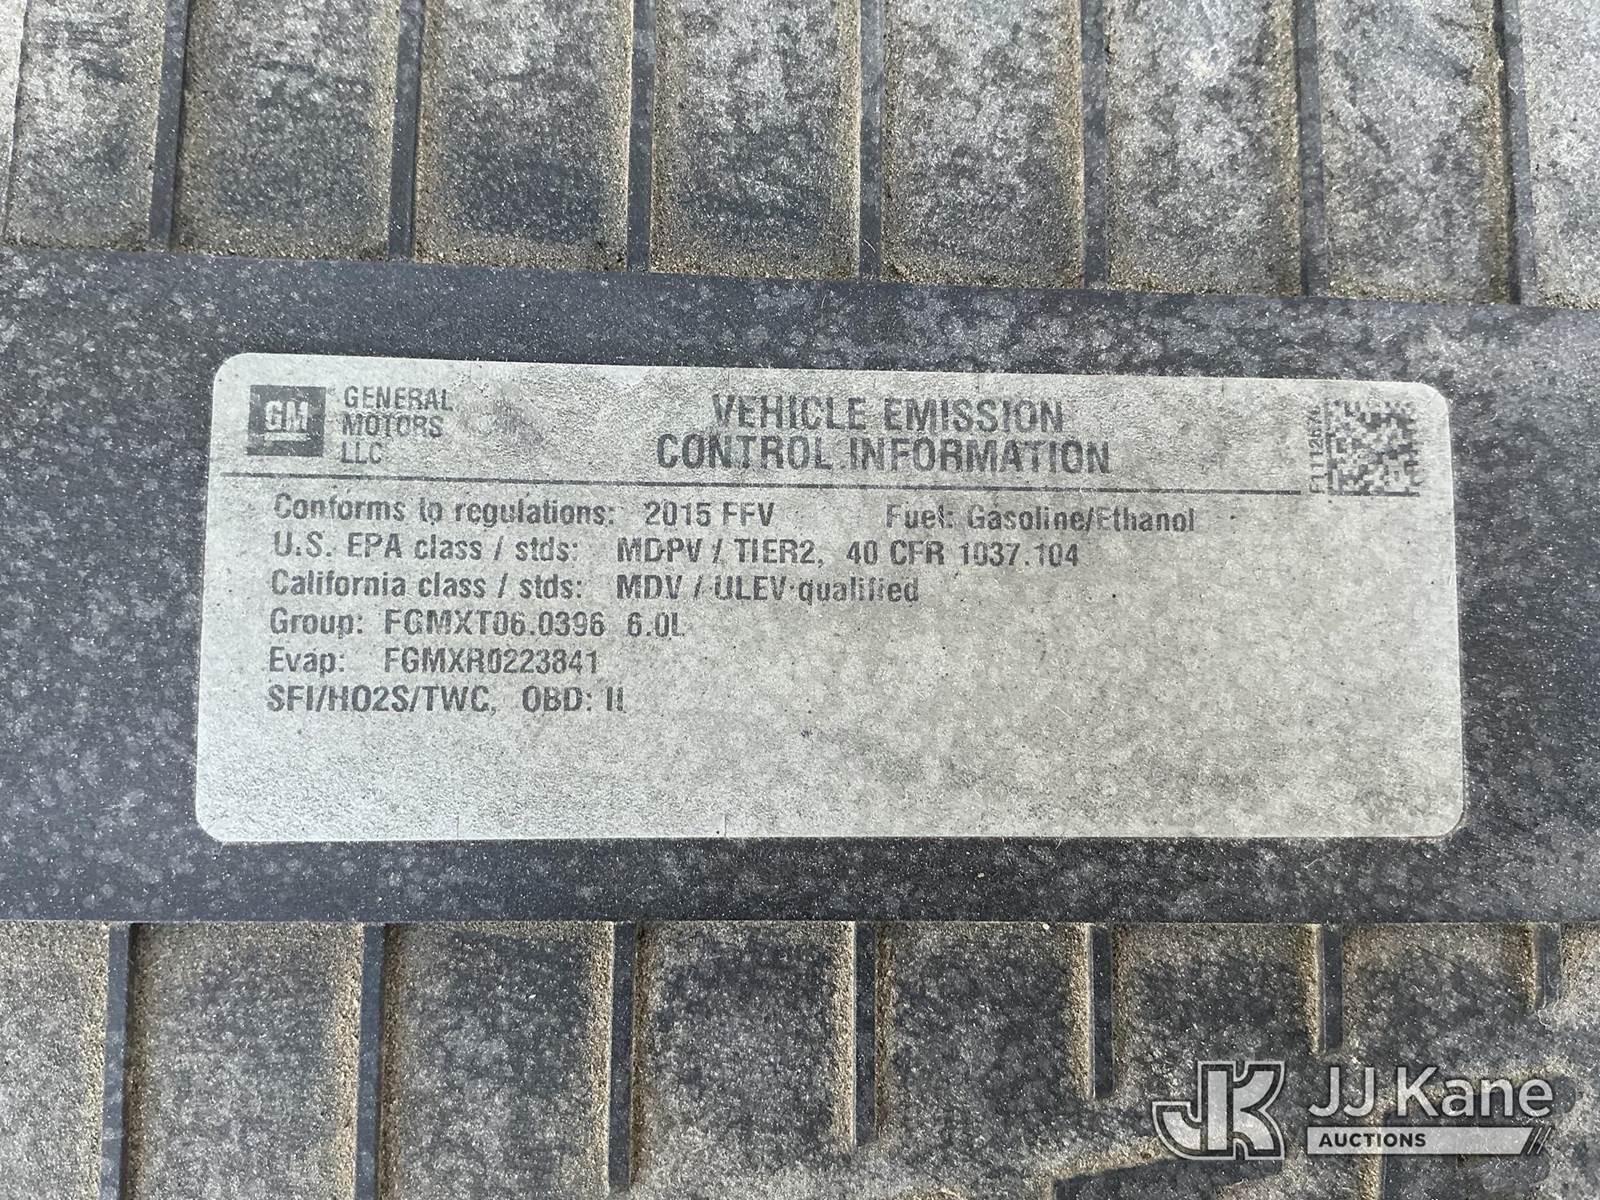 GM GENERAL
MOTORS
LLC
VEHICLE EMISSION
CONTROL INFORMATION
Conforms to regulations: 2015 FFV Fuel: Gasoline/Ethanol
U.S. EPA class / stds: MDPV / TIER2, 40 CFR 1037.104
California class / stds: MDV / ULEV qualified
Group: FGMXT06.0396 6.0L
Evap: FGMXR0223841
SFI/HO2S/TWC, OBD: II
JK JJ Kane
AUCTIONS